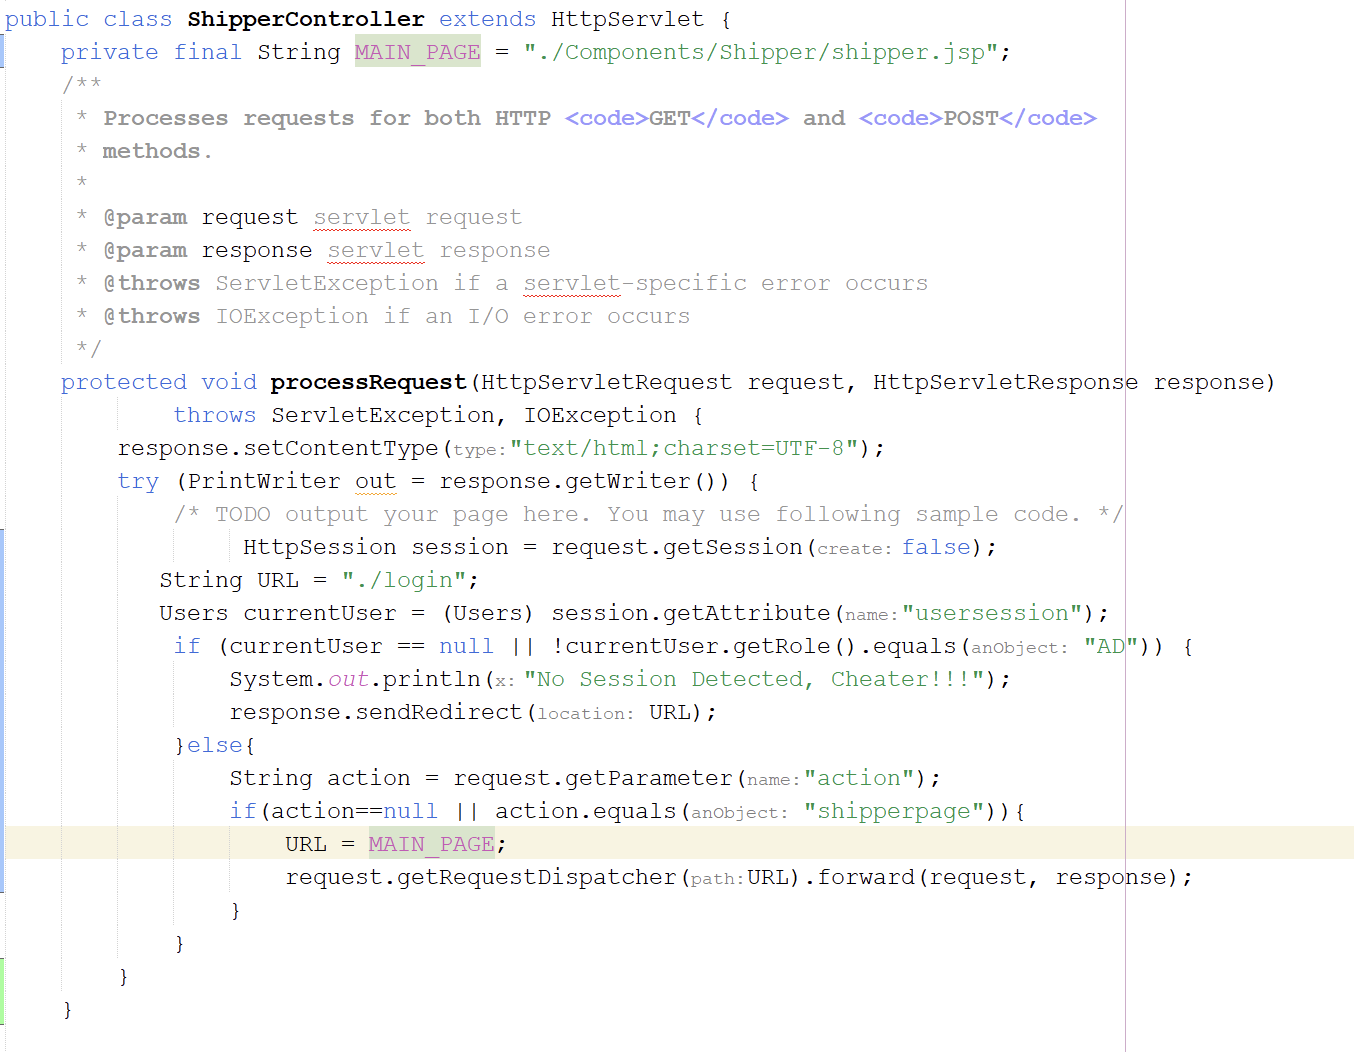 public class ShipperController extends HttpServlet {
    private final String MAIN_PAGE = "./Components/Shipper/shipper.jsp";
    /**
     * Processes requests for both HTTP <code>GET</code> and <code>POST</code>
     * methods.
     *
     * @param request servlet request
     * @param response servlet response
     * @throws ServletException if a servlet-specific error occurs
     * @throws IOException if an I/O error occurs
     */
    protected void processRequest(HttpServletRequest request, HttpServletResponse response)
            throws ServletException, IOException {
        response.setContentType(type:"text/html;charset=UTF-8");
        try (PrintWriter out = response.getWriter()) {
            /* TODO output your page here. You may use following sample code. */
                 HttpSession session = request.getSession(create: false);
           String URL = "./login";
           Users currentUser = (Users) session.getAttribute(name:"usersession");
            if (currentUser == null || !currentUser.getRole().equals(anObject: "AD")) {
                System.out.println(x: "No Session Detected, Cheater!!!");
                response.sendRedirect(location: URL);
            }else{
                String action = request.getParameter(name:"action");
                if(action==null || action.equals(anObject: "shipperpage")){
                    URL = MAIN_PAGE;
                    request.getRequestDispatcher(path:URL).forward(request, response);
                }
            }
        }
    }